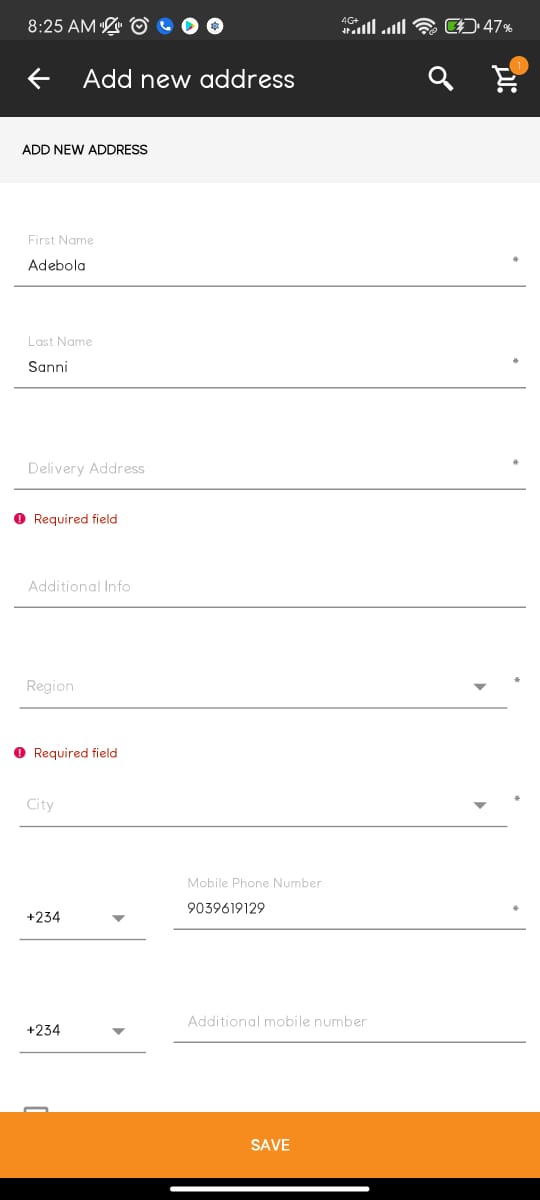 8:25 AM 4G+ 47%
Add new address 1
ADD NEW ADDRESS
First Name
Adebola *
Last Name
Sanni *
Delivery Address *
Required field
Additional Info
Region *
Required field
City *
Mobile Phone Number
+234 9039619129 *
+234 Additional mobile number
SAVE